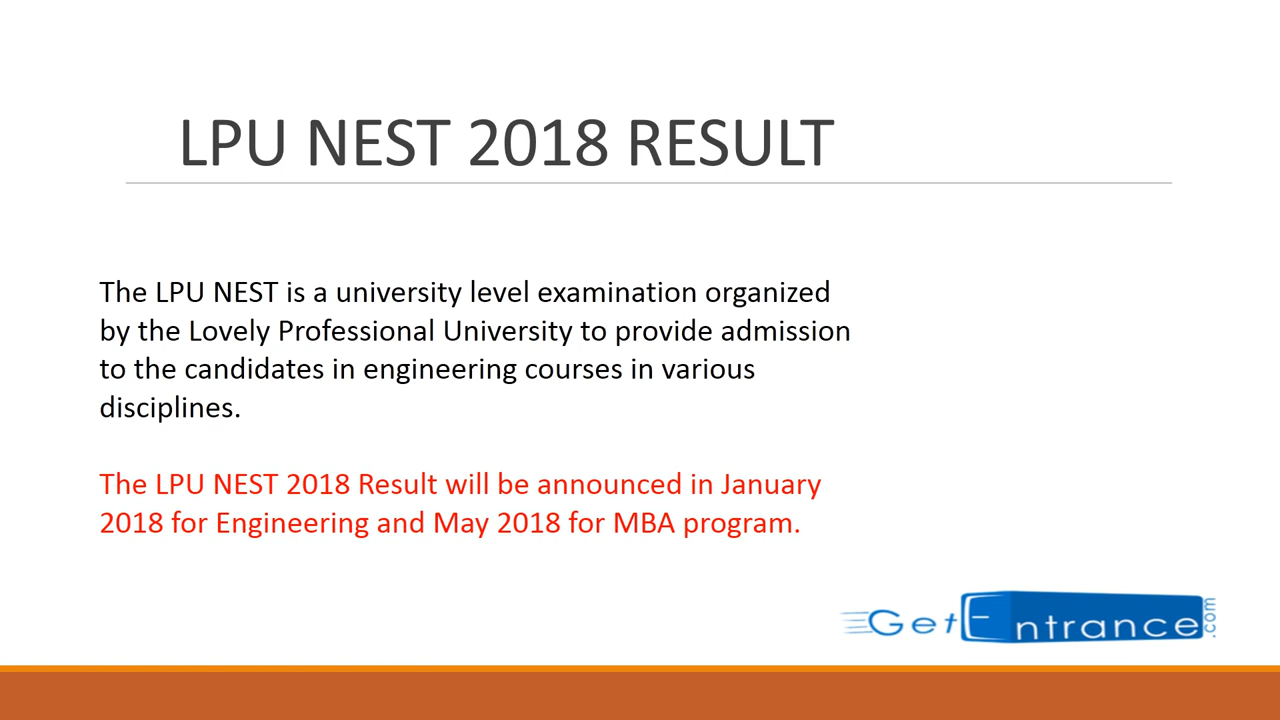 LPU NEST 2018 RESULT
The LPU NEST is a university level examination organized
by the Lovely Professional University to provide admission
to the candidates in engineering courses in various
disciplines.
The LPU NEST 2018 Result will be announced in January
2018 for Engineering and May 2018 for MBA program.
GetEntrance.com